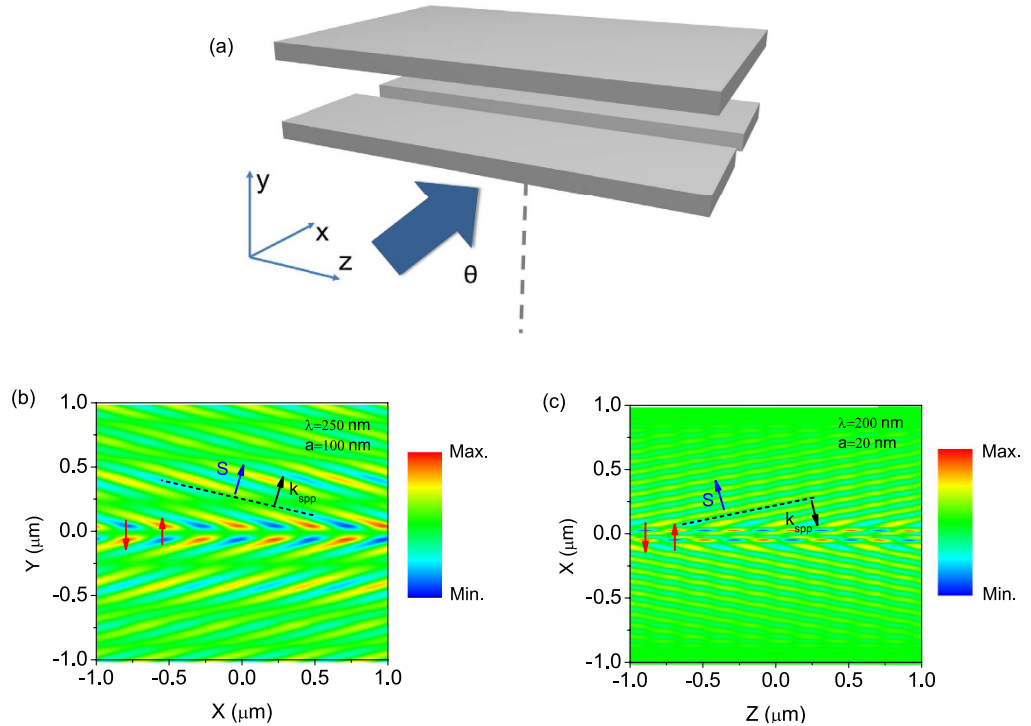 (a)
y
x
z
θ
(b)
1.0
0.5
0.0
-0.5
-1.0
Y (μm)
-1.0
-0.5
0.0
0.5
1.0
X (μm)
λ=250 nm
a=100 nm
S
k_spp
Max.
Min.
(c)
1.0
0.5
0.0
-0.5
-1.0
X (μm)
-1.0
-0.5
0.0
0.5
1.0
Z (μm)
λ=200 nm
a=20 nm
S
k_spp
Max.
Min.